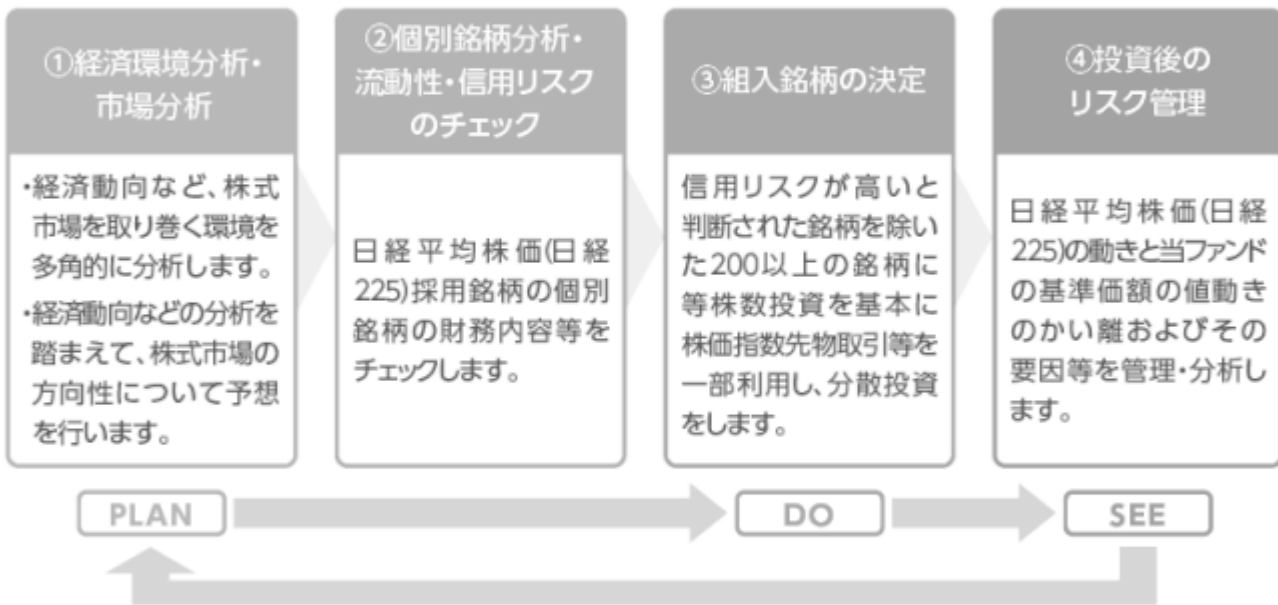 ①経済環境分析・
市場分析
・経済動向など、株式
市場を取り巻く環境を
多角的に分析します。
・経済動向などの分析を
踏まえて、株式市場の
方向性について予想
を行います。
②個別銘柄分析・
流動性・信用リスク
のチェック
日経平均株価(日経
225)採用銘柄の個別
銘柄の財務内容等を
チェックします。
③組入銘柄の決定
信用リスクが高いと
判断された銘柄を除い
た200以上の銘柄に
等株数投資を基本に
株価指数先物取引等を
一部利用し、分散投資
をします。
④投資後の
リスク管理
日経平均株価(日経
225)の動きと当ファンド
の基準価額の値動き
のかい離およびその
要因等を管理・分析し
ます。
PLAN
DO
SEE